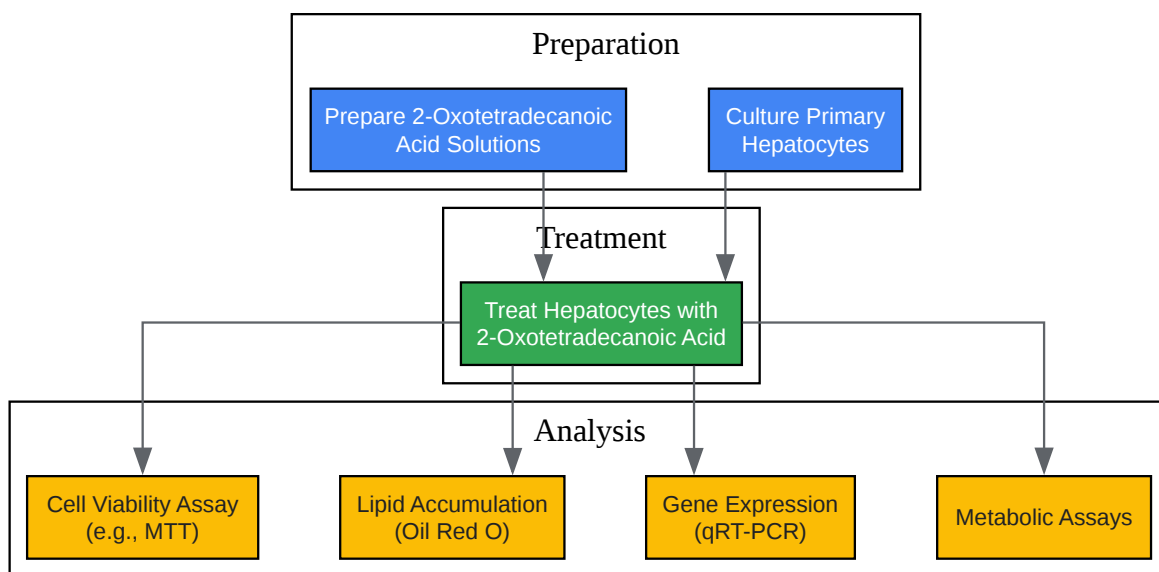 Preparation
Prepare 2-Oxotetradecanoic
Acid Solutions
Culture Primary
Hepatocytes
Treatment
Treat Hepatocytes with
2-Oxotetradecanoic Acid
Analysis
Cell Viability Assay
(e.g., MTT)
Lipid Accumulation
(Oil Red O)
Gene Expression
(qRT-PCR)
Metabolic Assays